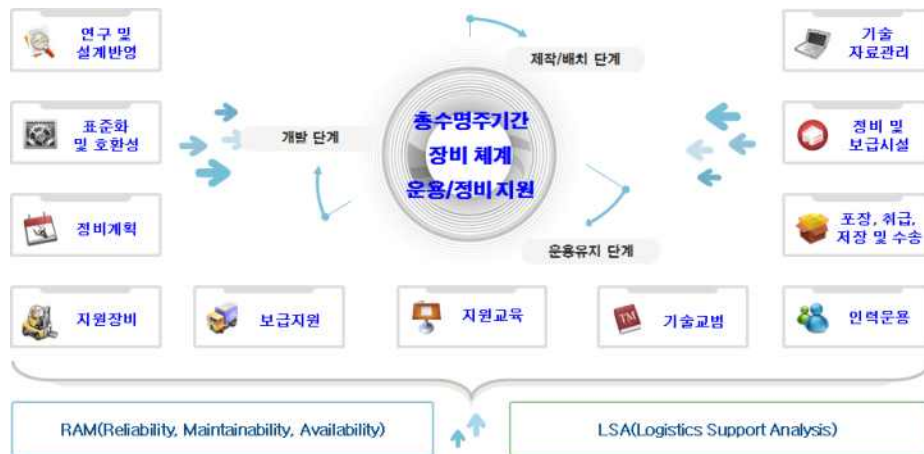 연구 및
설계반영
표준화
및 호환성
정비계획
제작/배치 단계
개발 단계
총수명주기간
장비 체계
운용/정비 지원
운용유지 단계
기술
자료관리
정비 및
보급시설
포장, 취급,
저장 및 수송
지원장비
보급지원
지원교육
TM
기술교범
인력운용
RAM(Reliability, Maintainability, Availability)
LSA(Logistics Support Analysis)